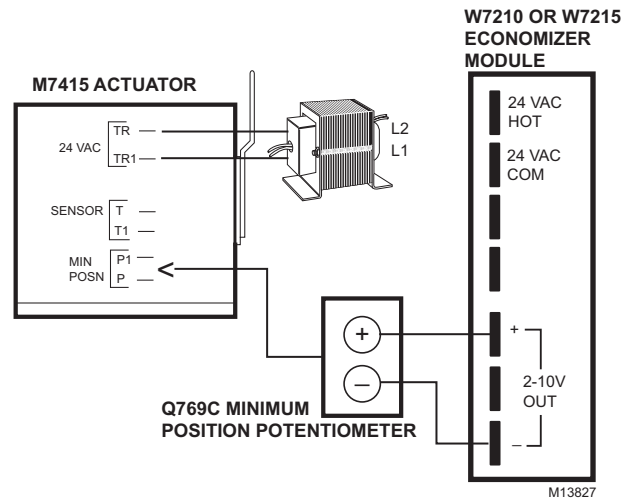 W7210 OR W7215
ECONOMIZER
MODULE
M7415 ACTUATOR
24 VAC
TR
TR1
SENSOR
T
T1
MIN
POSN
P1
P
L2
L1
24 VAC
HOT
24 VAC
COM
+
2-10V
OUT
–
+
–
Q769C MINIMUM
POSITION POTENTIOMETER
M13827